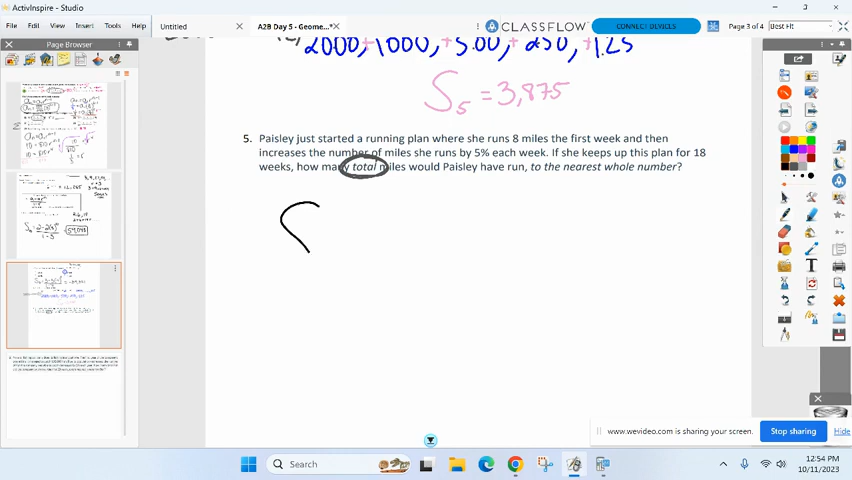 ActivInspire - Studio
File Edit View Insert Tools Help
Untitled
A2B Day 5 - Geome...*
CLASSFLOW
CONNECT DEVICES
Page 3 of 4
Best Fit
Page Browser
2000, + 1000, + 500, + 250, + 125
S5 = 3,875
5. Paisley just started a running plan where she runs 8 miles the first week and then
increases the number of miles she runs by 5% each week. If she keeps up this plan for 18
weeks, how many total miles would Paisley have run, to the nearest whole number?
www.wevideo.com is sharing your screen.
Stop sharing
Hide
Search
12:54 PM
10/11/2023